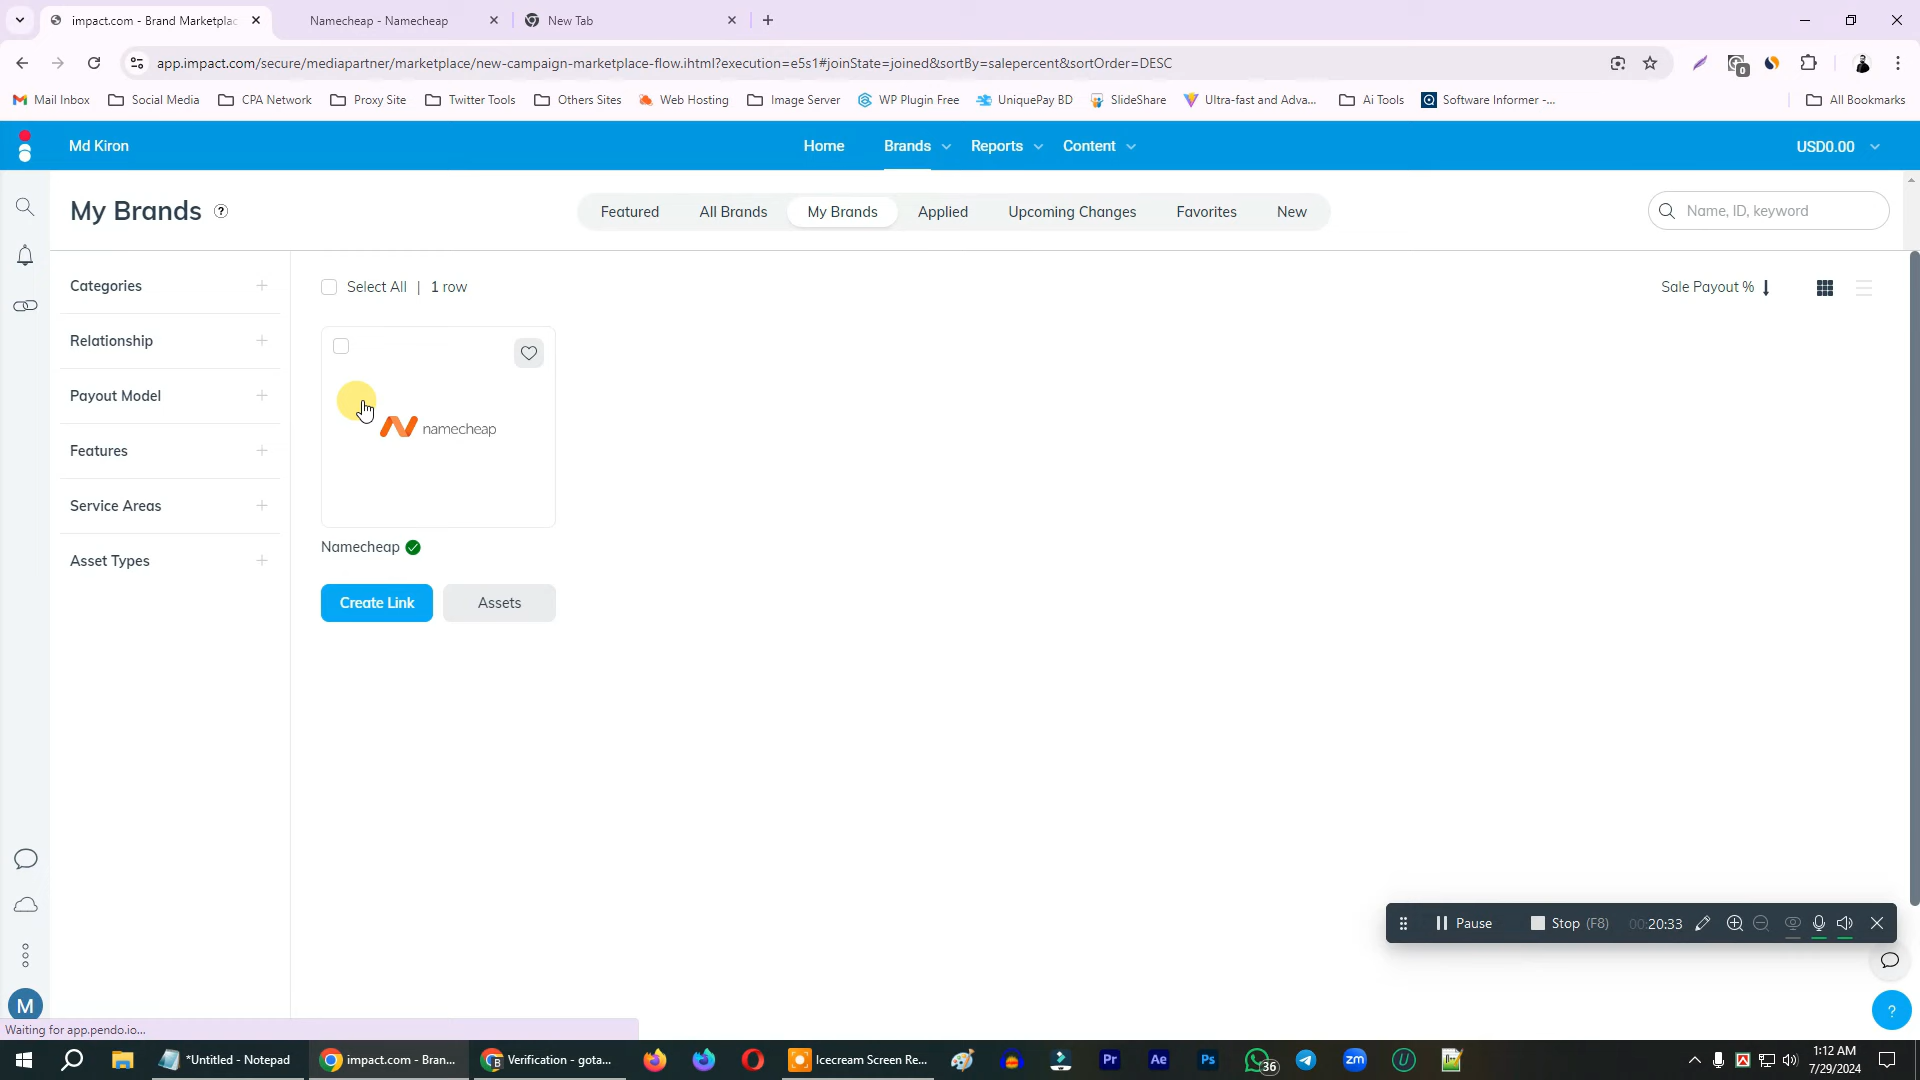 impact.com - Brand Marketplac
Namecheap - Namecheap
New Tab
app.impact.com/secure/mediapartner/marketplace/new-campaign-marketplace-flow.ihtml?execution=e5s1#joinState=joined&sortBy=salepercent&sortOrder=DESC
0
Mail Inbox
Social Media
CPA Network
Proxy Site
Twitter Tools
Others Sites
Web Hosting
Image Server
WP Plugin Free
UniquePay BD
SlideShare
Ultra-fast and Adva...
Ai Tools
Software Informer -...
All Bookmarks
Md Kiron
Home
Brands
Reports
Content
USD0.00
My Brands ?
Featured
All Brands
My Brands
Applied
Upcoming Changes
Favorites
New
Name, ID, keyword
Categories
Relationship
Payout Model
Features
Service Areas
Asset Types
Select All | 1 row
Sale Payout %
namecheap
Namecheap
Create Link
Assets
Pause
Stop (F8)
00:20:33
M
?
Waiting for app.pendo.io...
*Untitled - Notepad
impact.com - Bran...
Verification - gota...
Icecream Screen Re...
Pr
Ae
Ps
36
zm
U
1:12 AM
7/29/2024